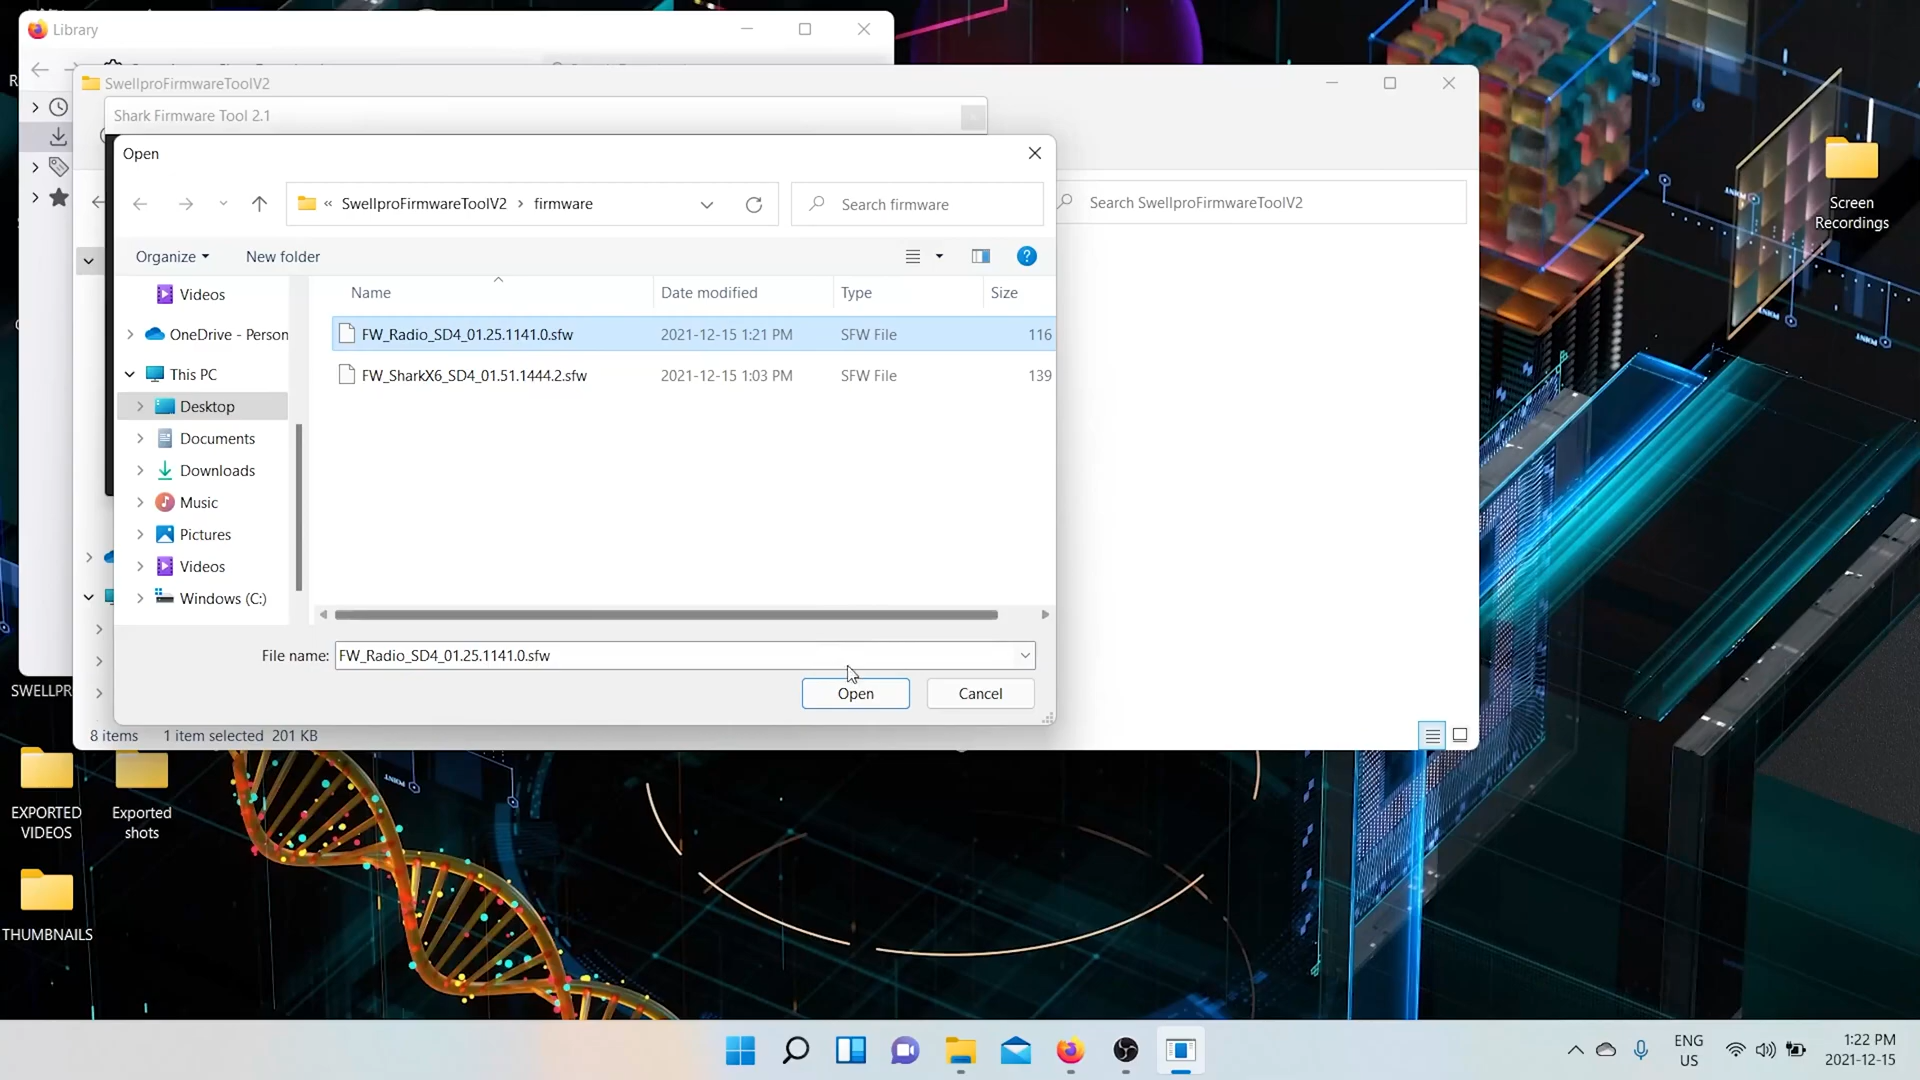 Library
SwellproFirmwareToolV2
Shark Firmware Tool 2.1
Open
« SwellproFirmwareToolV2 › firmware
Search firmware
Search SwellproFirmwareToolV2
Organize
New folder
Name
Date modified
Type
Size
FW_Radio_SD4_01.25.1141.0.sfw
2021-12-15 1:21 PM
SFW File
116
FW_SharkX6_SD4_01.51.1444.2.sfw
2021-12-15 1:03 PM
SFW File
139
Videos
OneDrive - Person
This PC
Desktop
Documents
Downloads
Music
Pictures
Videos
Windows (C:)
File name:
FW_Radio_SD4_01.25.1141.0.sfw
Open
Cancel
8 items
1 item selected 201 KB
SWELLPR
EXPORTED
VIDEOS
Exported
shots
THUMBNAILS
Screen
Recordings
ENG
US
1:22 PM
2021-12-15